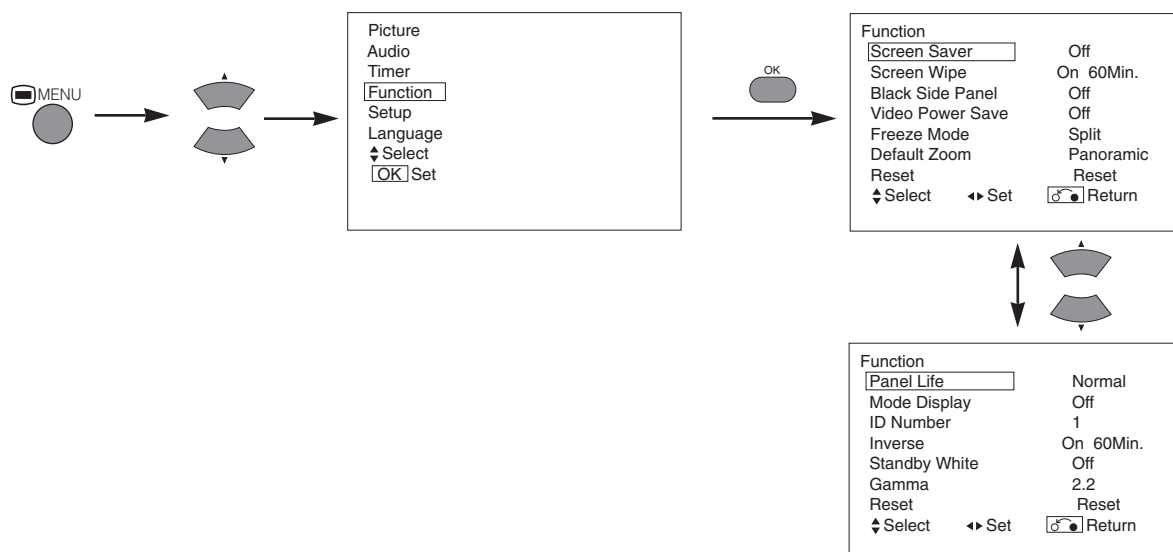 MENU
Picture
Audio
Timer
Function
Setup
Language
Select
OK Set
OK
Function
Screen Saver Off
Screen Wipe On 60Min.
Black Side Panel Off
Video Power Save Off
Freeze Mode Split
Default Zoom Panoramic
Reset Reset
Select Set Return
Function
Panel Life Normal
Mode Display Off
ID Number 1
Inverse On 60Min.
Standby White Off
Gamma 2.2
Reset Reset
Select Set Return